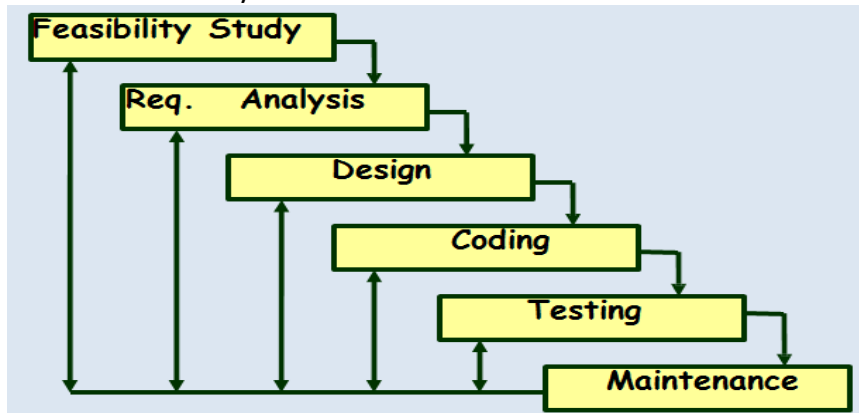 Feasibility Study
Req. Analysis
Design
Coding
Testing
Maintenance